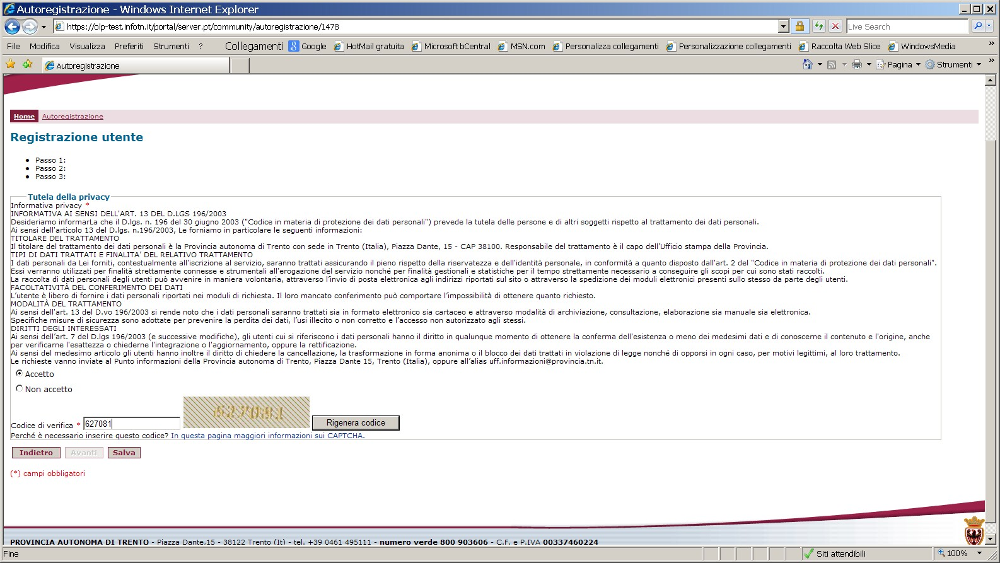 Autoregistrazione - Windows Internet Explorer
https://olp-test.infotn.it/portal/server.pt/community/autoregistrazione/1478
Live Search
File Modifica Visualizza Preferiti Strumenti ? Collegamenti Google HotMail gratuita Microsoft bCentral MSN.com Personalizza collegamenti Personalizzazione collegamenti Raccolta Web Slice WindowsMedia »
Autoregistrazione
Pagina Strumenti »
Home Autoregistrazione
Registrazione utente
• Passo 1:
• Passo 2:
• Passo 3:
Tutela della privacy
Informativa privacy *
INFORMATIVA AI SENSI DELL'ART. 13 DEL D.LGS 196/2003
Desideriamo informarLa che il D.lgs. n. 196 del 30 giugno 2003 ("Codice in materia di protezione dei dati personali") prevede la tutela delle persone e di altri soggetti rispetto al trattamento dei dati personali.
Ai sensi dell'articolo 13 del D.lgs. n.196/2003, Le forniamo in particolare le seguenti informazioni:
TITOLARE DEL TRATTAMENTO
Il titolare del trattamento dei dati personali è la Provincia autonoma di Trento con sede in Trento (Italia), Piazza Dante, 15 - CAP 38100. Responsabile del trattamento è il capo dell’Ufficio stampa della Provincia.
TIPI DI DATI TRATTATI E FINALITA’ DEL RELATIVO TRATTAMENTO
I dati personali da Lei forniti, contestualmente all'iscrizione al servizio, saranno trattati assicurando il pieno rispetto della riservatezza e dell'identità personale, in conformità a quanto disposto dall'art. 2 del "Codice in materia di protezione dei dati personali".
Essi verranno utilizzati per finalità strettamente connesse e strumentali all'erogazione del servizio nonché per finalità gestionali e statistiche per il tempo strettamente necessario a conseguire gli scopi per cui sono stati raccolti.
La raccolta di dati personali degli utenti può avvenire in maniera volontaria, attraverso l’invio di posta elettronica agli indirizzi riportati sul sito o attraverso la spedizione dei moduli elettronici presenti sullo stesso da parte degli utenti.
FACOLTATIVITÀ DEL CONFERIMENTO DEI DATI
L’utente è libero di fornire i dati personali riportati nei moduli di richiesta. Il loro mancato conferimento può comportare l’impossibilità di ottenere quanto richiesto.
MODALITÀ DEL TRATTAMENTO
Ai sensi dell'art. 13 del D.vo 196/2003 si rende noto che i dati personali saranno trattati sia in formato elettronico sia cartaceo e attraverso modalità di archiviazione, consultazione, elaborazione sia manuale sia elettronica.
Specifiche misure di sicurezza sono adottate per prevenire la perdita dei dati, l’usi illecito o non corretto e l’accesso non autorizzato agli stessi.
DIRITTI DEGLI INTERESSATI
Ai sensi dell’art. 7 del D.lgs 196/2003 (e successive modifiche), gli utenti cui si riferiscono i dati personali hanno il diritto in qualunque momento di ottenere la conferma dell'esistenza o meno dei medesimi dati e di conoscerne il contenuto e l'origine, anche
per verificarne l'esattezza o chiederne l'integrazione o l'aggiornamento, oppure la rettificazione.
Ai sensi del medesimo articolo gli utenti hanno inoltre il diritto di chiedere la cancellazione, la trasformazione in forma anonima o il blocco dei dati trattati in violazione di legge nonché di opporsi in ogni caso, per motivi legittimi, al loro trattamento.
Le richieste vanno inviate al Punto informazioni della Provincia autonoma di Trento, Piazza Dante 15, Trento (Italia), oppure all’alias uff.informazioni@provincia.tn.it.
Accetto
Non accetto
Codice di verifica * 627081 627081 Rigenera codice
Perché è necessario inserire questo codice? In questa pagina maggiori informazioni sui CAPTCHA.
Indietro Avanti Salva
(*) campi obbligatori
PROVINCIA AUTONOMA DI TRENTO - Piazza Dante,15 - 38122 Trento (It) - tel. +39 0461 495111 - numero verde 800 903606 - C.F. e P.IVA 00337460224
Fine Siti attendibili 100%